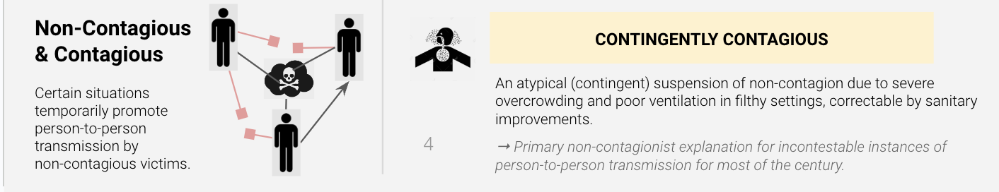 Non-Contagious
& Contagious
Certain situations
temporarily promote
person-to-person
transmission by
non-contagious victims.
CONTINGENTLY CONTAGIOUS
An atypical (contingent) suspension of non-contagion due to severe
overcrowding and poor ventilation in filthy settings, correctable by sanitary
improvements.
4
→ Primary non-contagionist explanation for incontestable instances of
person-to-person transmission for most of the century.